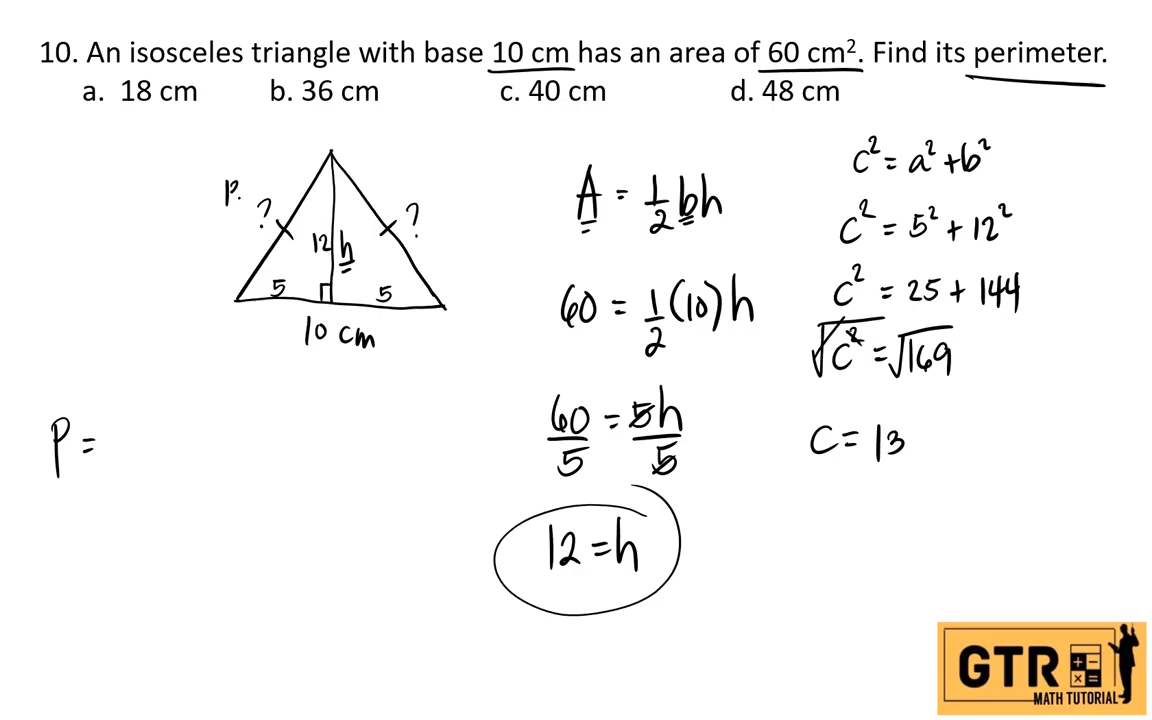 10. An isosceles triangle with base 10 cm has an area of 60 cm². Find its perimeter.
a. 18 cm b. 36 cm c. 40 cm d. 48 cm
P.
? ?
12 h
5 5
10 cm
P =
A = 1/2 bh
60 = 1/2 (10) h
60/5 = 5h/5
12 = h
c² = a² + b²
c² = 5² + 12²
c² = 25 + 144
√c² = √169
c = 13
GTR
MATH TUTORIAL